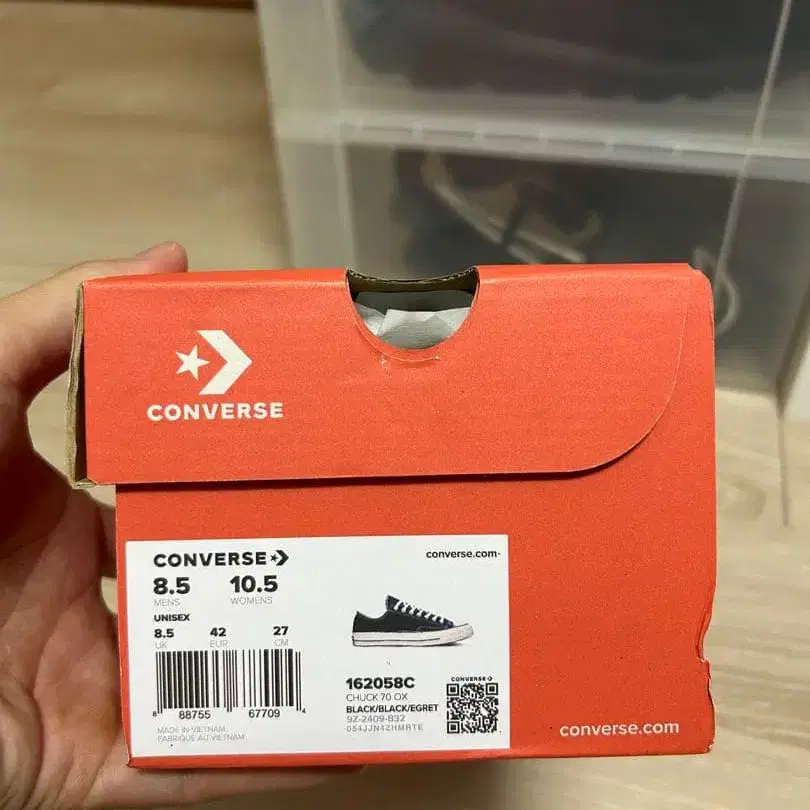 CONVERSE
CONVERSE
converse.com
8.5 10.5
MENS WOMENS
UNISEX
8.5 42 27
UK EUR CM
8 88755 67709 4
162058C
CHUCK 70 OX
BLACK/BLACK/EGRET
9Z-2409-B32
054JJN4ZHMRTE
CONVERSE
MADE IN VIETNAM
FABRIQUÉ AU VIETNAM
converse.com